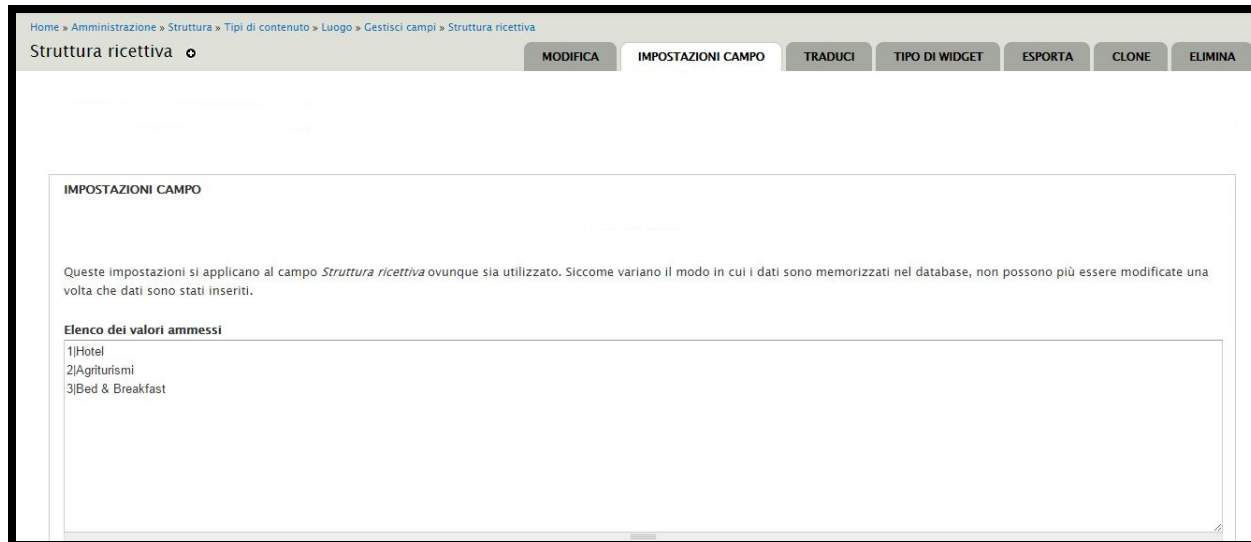 Home » Amministrazione » Struttura » Tipi di contenuto » Luogo » Gestisci campi » Struttura ricettiva
Struttura ricettiva
MODIFICA IMPOSTAZIONI CAMPO TRADUCI TIPO DI WIDGET ESPORTA CLONE ELIMINA
IMPOSTAZIONI CAMPO
Queste impostazioni si applicano al campo Struttura ricettiva ovunque sia utilizzato. Siccome variano il modo in cui i dati sono memorizzati nel database, non possono più essere modificate una
volta che dati sono stati inseriti.
Elenco dei valori ammessi
1|Hotel
2|Agriturismi
3|Bed & Breakfast